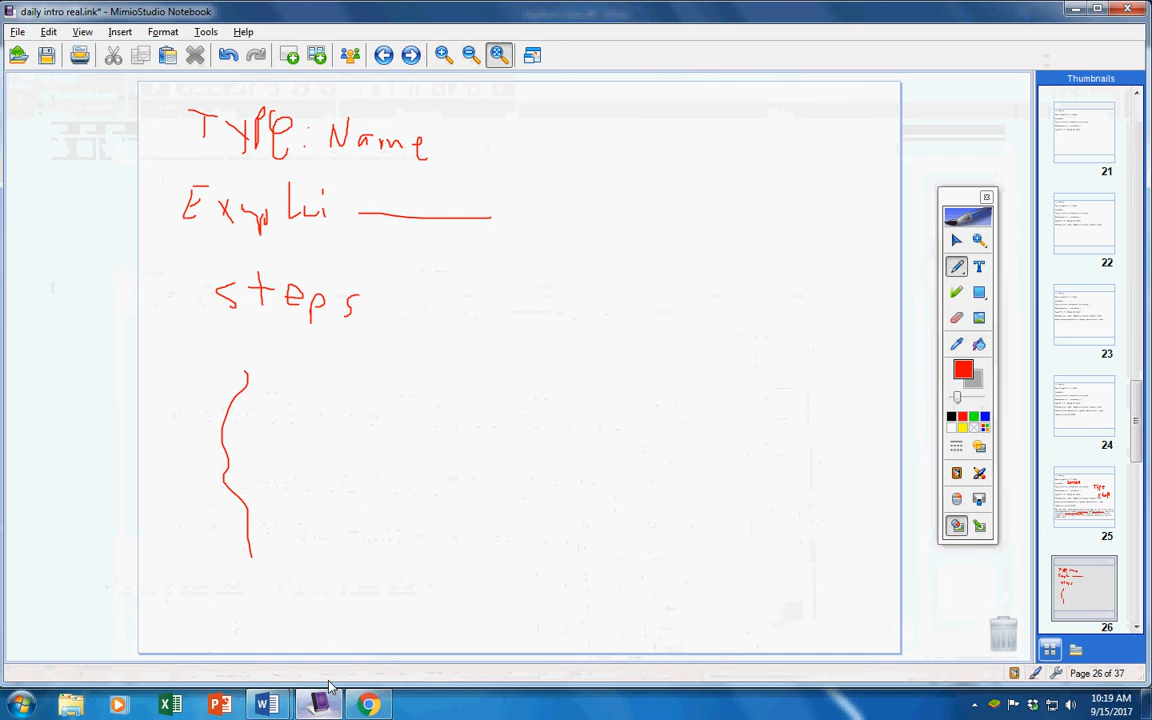 daily intro real.ink* - MimioStudio Notebook
File Edit View Insert Format Tools Help
Type: Name
steps
Thumbnails
21
22
23
24
25
26
Page 26 of 37
10:19 AM
9/15/2017